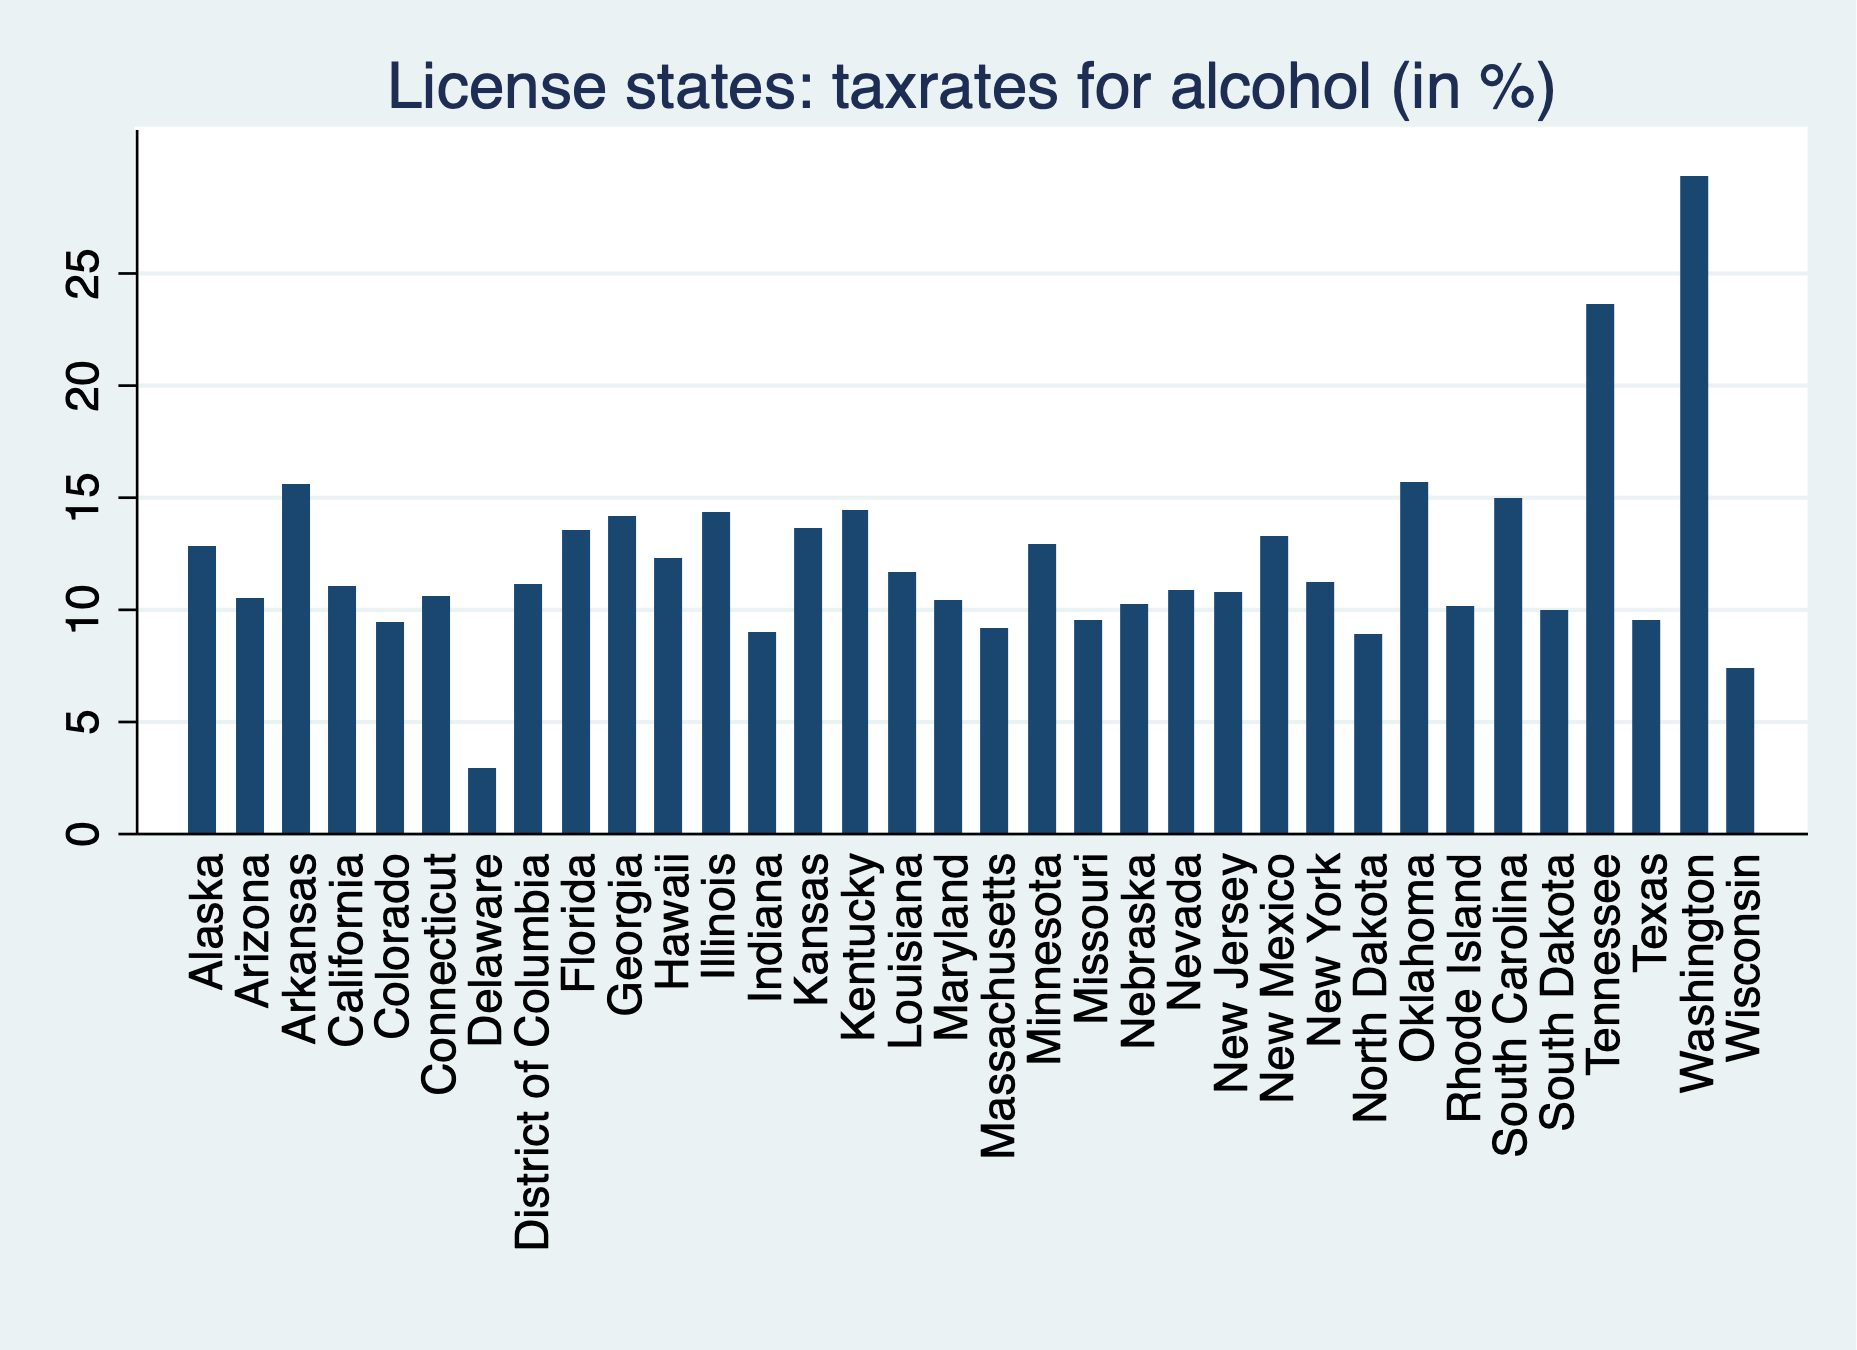 License states: taxrates for alcohol (in %)
25
20
15
10
5
0
Alaska
Arizona
Arkansas
California
Colorado
Connecticut
Delaware
District of Columbia
Florida
Georgia
Hawaii
Illinois
Indiana
Kansas
Kentucky
Louisiana
Maryland
Massachusetts
Minnesota
Missouri
Nebraska
Nevada
New Jersey
New Mexico
New York
North Dakota
Oklahoma
Rhode Island
South Carolina
South Dakota
Tennessee
Texas
Washington
Wisconsin